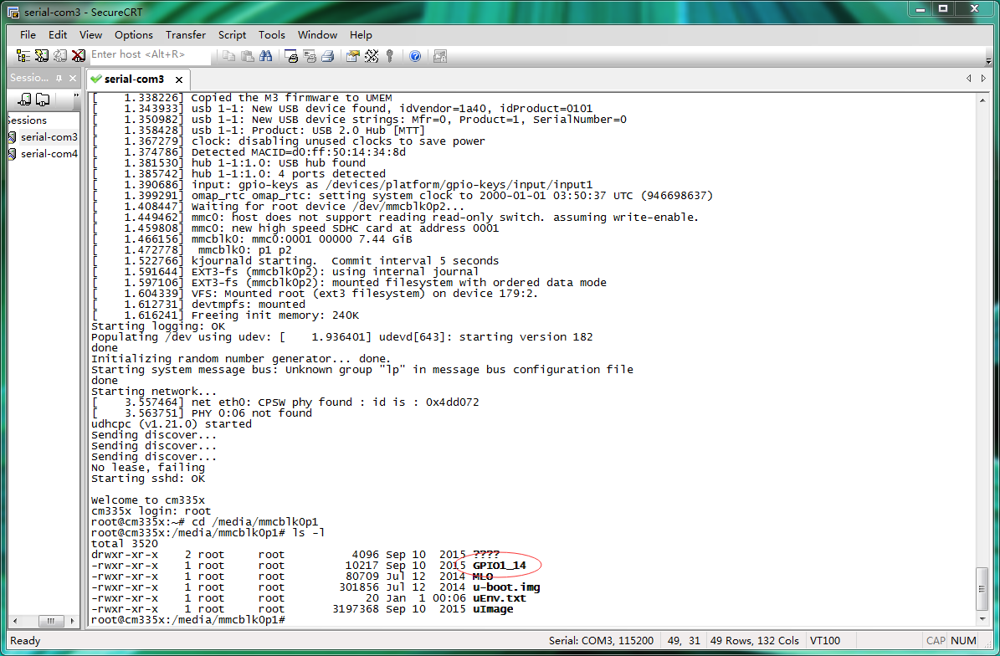 serial-com3 - SecureCRT
File Edit View Options Transfer Script Tools Window Help
Enter host <Alt+R>
Sessio...
serial-com3
essions
serial-com3
serial-com4
[    1.338226] Copied the M3 firmware to UMEM
[    1.343933] usb 1-1: New USB device found, idVendor=1a40, idProduct=0101
[    1.350982] usb 1-1: New USB device strings: Mfr=0, Product=1, SerialNumber=0
[    1.358428] usb 1-1: Product: USB 2.0 Hub [MTT]
[    1.367279] clock: disabling unused clocks to save power
[    1.374786] Detected MACID=d0:ff:50:14:34:8d
[    1.381530] hub 1-1:1.0: USB hub found
[    1.385742] hub 1-1:1.0: 4 ports detected
[    1.390686] input: gpio-keys as /devices/platform/gpio-keys/input/input1
[    1.399291] omap_rtc omap_rtc: setting system clock to 2000-01-01 03:50:37 UTC (946698637)
[    1.408447] Waiting for root device /dev/mmcblk0p2...
[    1.449462] mmc0: host does not support reading read-only switch. assuming write-enable.
[    1.459808] mmc0: new high speed SDHC card at address 0001
[    1.466156] mmcblk0: mmc0:0001 00000 7.44 GiB
[    1.472778]  mmcblk0: p1 p2
[    1.522766] kjournald starting.  Commit interval 5 seconds
[    1.591644] EXT3-fs (mmcblk0p2): using internal journal
[    1.597106] EXT3-fs (mmcblk0p2): mounted filesystem with ordered data mode
[    1.604339] VFS: Mounted root (ext3 filesystem) on device 179:2.
[    1.612731] devtmpfs: mounted
[    1.616241] Freeing init memory: 240K
Starting logging: OK
Populating /dev using udev: [    1.936401] udevd[643]: starting version 182
done
Initializing random number generator... done.
Starting system message bus: Unknown group "lp" in message bus configuration file
done
Starting network...
[    3.557464] net eth0: CPSW phy found : id is : 0x4dd072
[    3.563751] PHY 0:06 not found
udhcpc (v1.21.0) started
Sending discover...
Sending discover...
Sending discover...
No lease, failing
Starting sshd: OK
Welcome to cm335x
cm335x login: root
root@cm335x:~# cd /media/mmcblk0p1
root@cm335x:/media/mmcblk0p1# ls -l
total 3520
drwxr-xr-x    2 root     root          4096 Sep 10  2015 ????
-rwxr-xr-x    1 root     root         10217 Sep 10  2015 GPIO1_14
-rwxr-xr-x    1 root     root         80709 Jul 12  2014 MLO
-rwxr-xr-x    1 root     root        301856 Jul 12  2014 u-boot.img
-rwxr-xr-x    1 root     root            20 Jan  1 00:06 uEnv.txt
-rwxr-xr-x    1 root     root       3197368 Sep 10  2015 uImage
root@cm335x:/media/mmcblk0p1#
Ready Serial: COM3, 115200 49, 31 49 Rows, 132 Cols VT100 CAP NUM